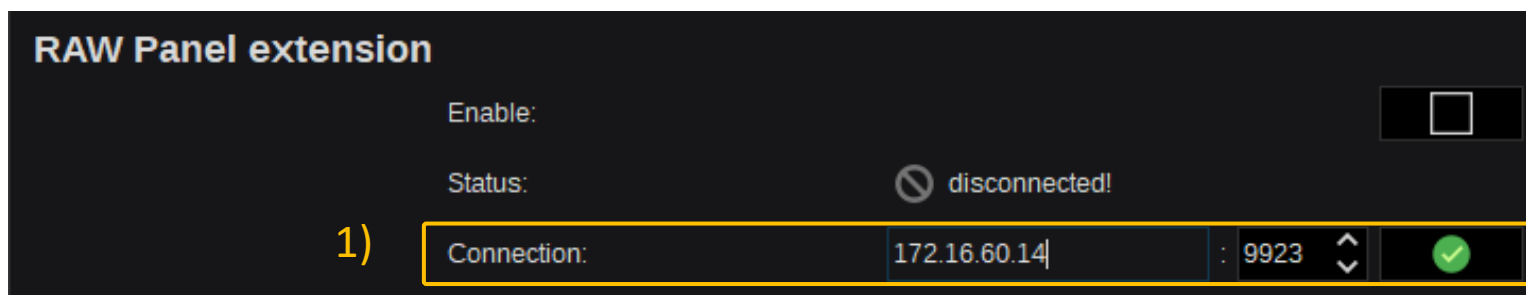 RAW Panel extension
Enable:
Status: disconnected!
1) Connection: 172.16.60.14 : 9923